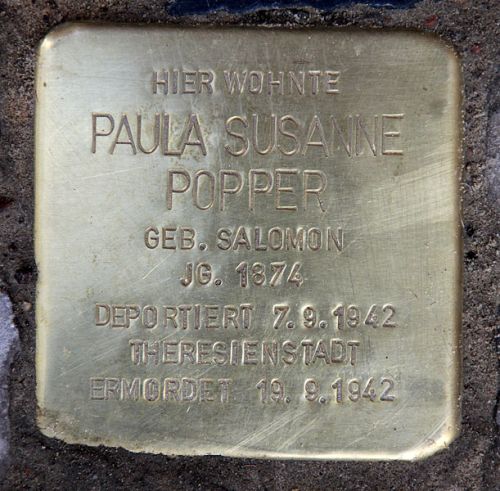 HIER WOHNTE
PAULA SUSANNE
POPPER
GEB. SALOMON
JG. 1874
DEPORTIERT 7.9.1942
THERESIENSTADT
ERMORDET 19.9.1942